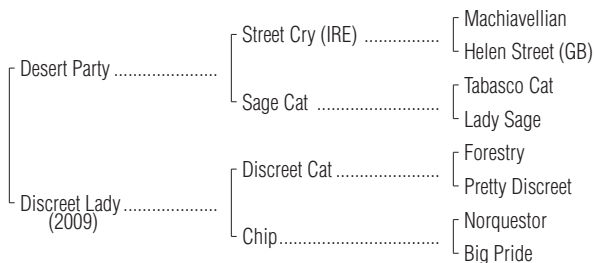 Machiavellian
Street Cry (IRE) ..................
Helen Street (GB)
Desert Party .........................
Tabasco Cat
Sage Cat .............................
Lady Sage
Forestry
Discreet Cat .........................
Pretty Discreet
Discreet Lady .......................
(2009)
Norquestor
Chip......................................
Big Pride